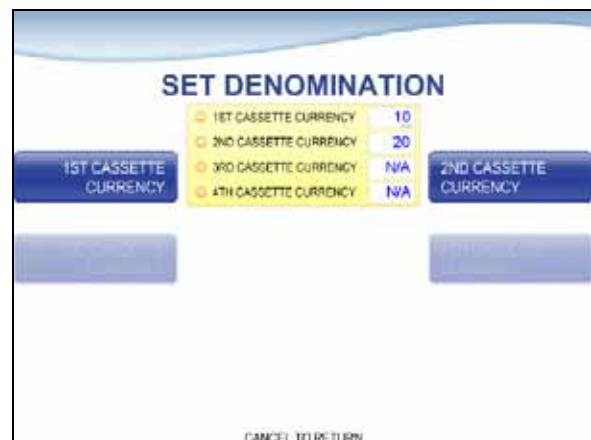 SET DENOMINATION
1ST CASSETTE CURRENCY 10
2ND CASSETTE CURRENCY 20
3RD CASSETTE CURRENCY N/A
4TH CASSETTE CURRENCY N/A
1ST CASSETTE
CURRENCY
2ND CASSETTE
CURRENCY
CANCEL TO RETURN